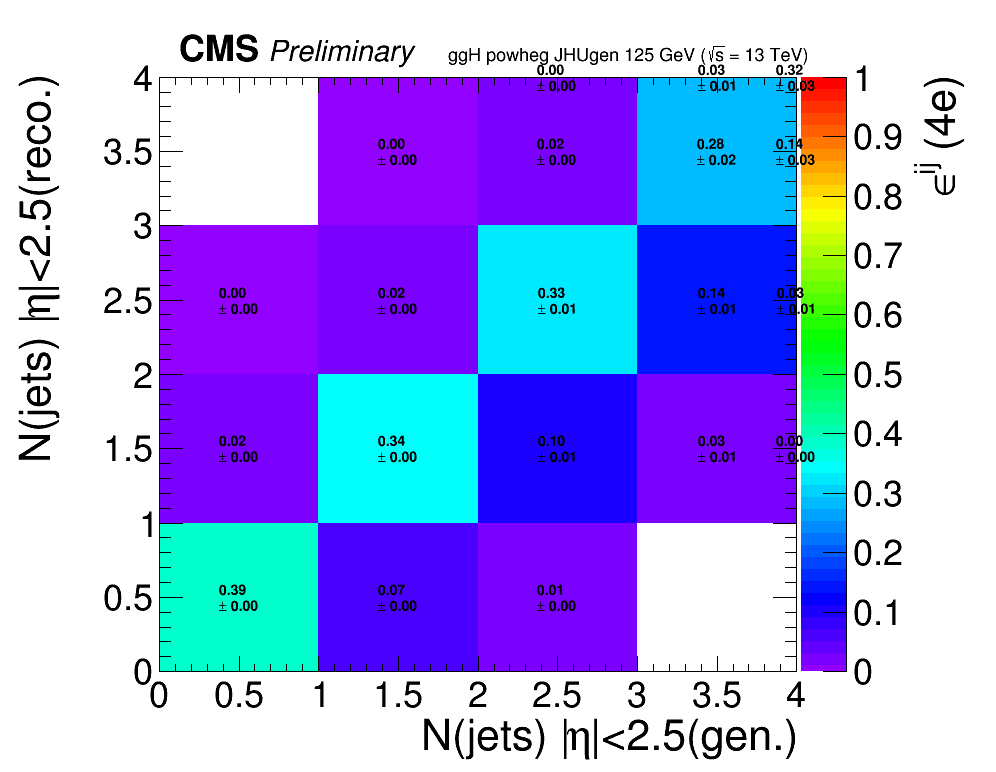 CMS Preliminary ggH powheg JHUgen 125 GeV (√s = 13 TeV)
N(jets) |η|<2.5(reco.)
4
3.5
3
2.5
2
1.5
1
0.5
0
0.00 0.03 0.32
± 0.00 ± 0.01 ± 0.03
0.00 0.02 0.28 0.14
± 0.00 ± 0.00 ± 0.02 ± 0.03
0.00 0.02 0.33 0.14 0.03
± 0.00 ± 0.00 ± 0.01 ± 0.01 ± 0.01
0.02 0.34 0.10 0.03 0.00
± 0.00 ± 0.00 ± 0.01 ± 0.01 ± 0.00
0.39 0.07 0.01
± 0.00 ± 0.00 ± 0.00
0 0.5 1 1.5 2 2.5 3 3.5 4
N(jets) |η|<2.5(gen.)
1
0.9
0.8
0.7
0.6
0.5
0.4
0.3
0.2
0.1
0
∈ij (4e)